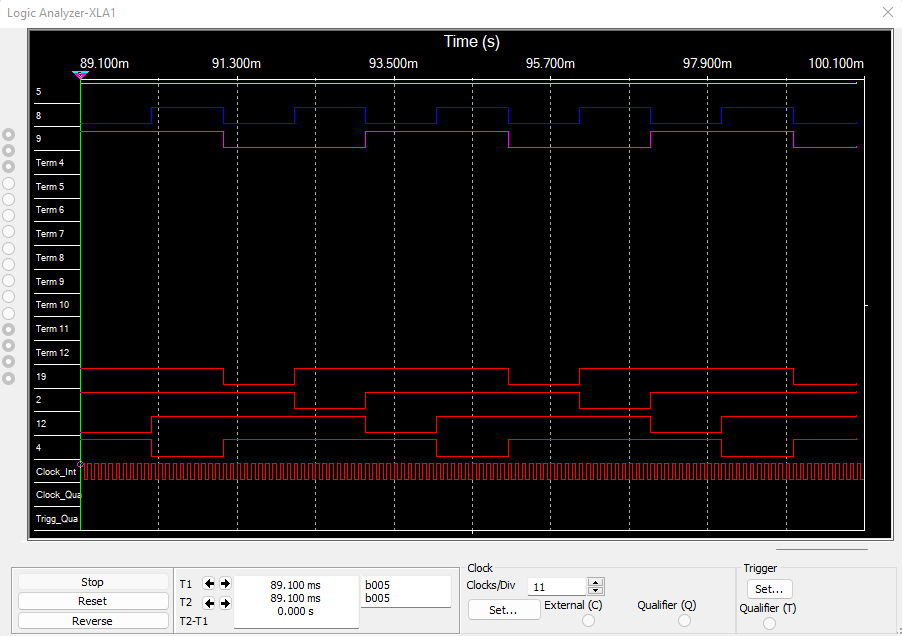 Logic Analyzer-XLA1
Time (s)
89.100m 91.300m 93.500m 95.700m 97.900m 100.100m
5
8
9
Term 4
Term 5
Term 6
Term 7
Term 8
Term 9
Term 10
Term 11
Term 12
19
2
12
4
Clock_Int
Clock_Qua
Trigg_Qua
Stop
Reset
Reverse
T1
T2
T2-T1
89.100 ms
89.100 ms
0.000 s
b005
b005
Clock
Clocks/Div 11
Set...
External (C)
Qualifier (Q)
Trigger
Set...
Qualifier (T)